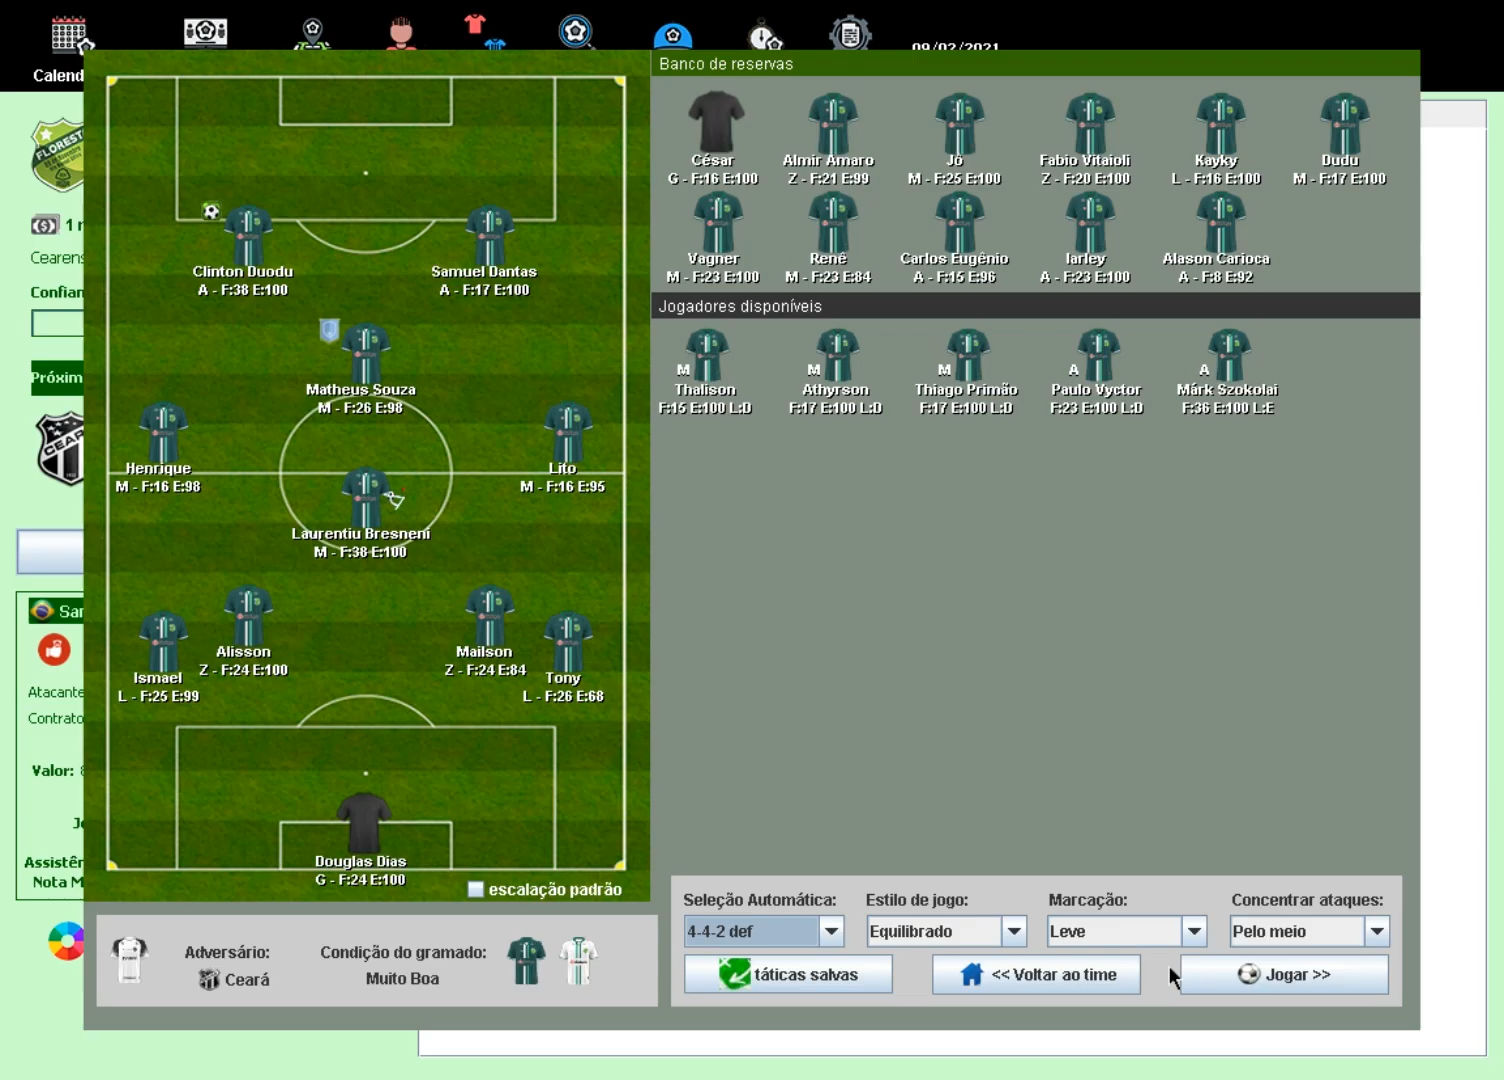 09/02/2021
Calend
FLOREST
1
Cearens
Confian
Próxim
CEAR
Sar
Atacante
Contrato
Valor:
Assistên
Nota M
Clinton Duodu
A - F:38 E:100
Samuel Dantas
A - F:17 E:100
Matheus Souza
M - F:26 E:98
Henrique
M - F:16 E:98
Lito
M - F:16 E:95
Laurentiu Bresneni
M - F:38 E:100
Alisson
Z - F:24 E:100
Mailson
Z - F:24 E:84
Ismael
L - F:25 E:99
Tony
L - F:26 E:68
Douglas Dias
G - F:24 E:100
escalação padrão
Adversário:
Ceará
Condição do gramado:
Muito Boa
Banco de reservas
César
G - F:16 E:100
Almir Amaro
Z - F:21 E:99
Jô
M - F:25 E:100
Fabio Vitaioli
Z - F:20 E:100
Kayky
L - F:16 E:100
Dudu
M - F:17 E:100
Vagner
M - F:23 E:100
Renê
M - F:23 E:84
Carlos Eugênio
A - F:15 E:96
Iarley
A - F:23 E:100
Alason Carioca
A - F:8 E:92
Jogadores disponíveis
M
Thalison
F:15 E:100 L:D
M
Athyrson
F:17 E:100 L:D
M
Thiago Primão
F:17 E:100 L:D
A
Paulo Vyctor
F:23 E:100 L:D
A
Márk Szokolai
F:36 E:100 L:E
Seleção Automática:
4-4-2 def
Estilo de jogo:
Equilibrado
Marcação:
Leve
Concentrar ataques:
Pelo meio
táticas salvas
<< Voltar ao time
Jogar >>